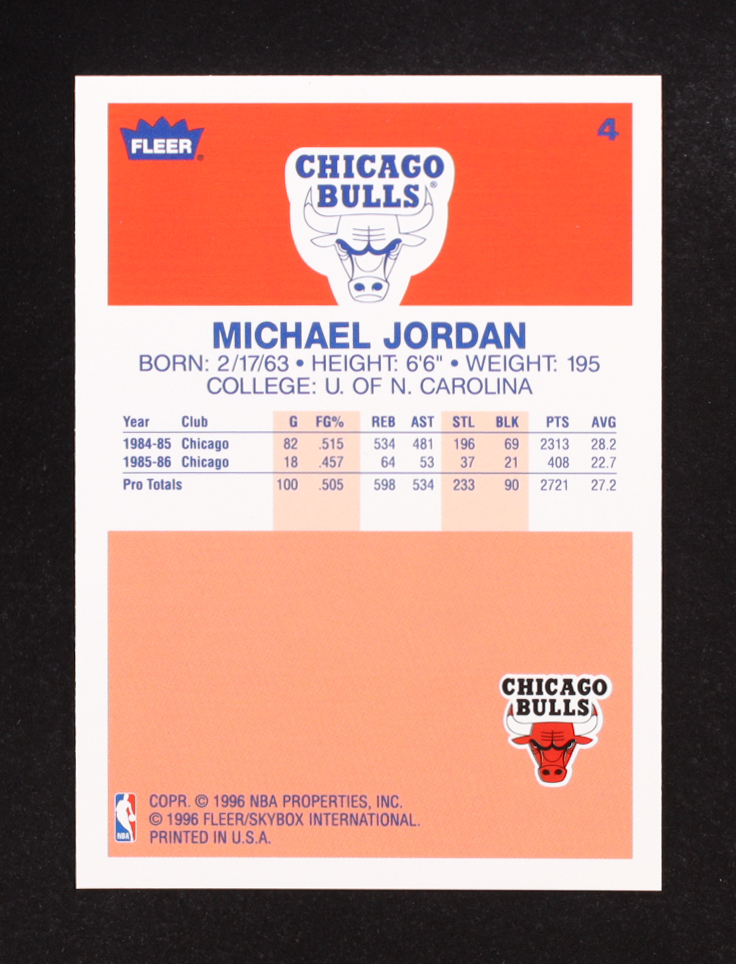 FLEER®
4
CHICAGO
BULLS®
MICHAEL JORDAN
BORN: 2/17/63 • HEIGHT: 6'6" • WEIGHT: 195
COLLEGE: U. OF N. CAROLINA
Year Club G FG% REB AST STL BLK PTS AVG
1984-85 Chicago 82 .515 534 481 196 69 2313 28.2
1985-86 Chicago 18 .457 64 53 37 21 408 22.7
Pro Totals 100 .505 598 534 233 90 2721 27.2
CHICAGO
BULLS
NBA
COPR. © 1996 NBA PROPERTIES, INC.
© 1996 FLEER/SKYBOX INTERNATIONAL.
PRINTED IN U.S.A.